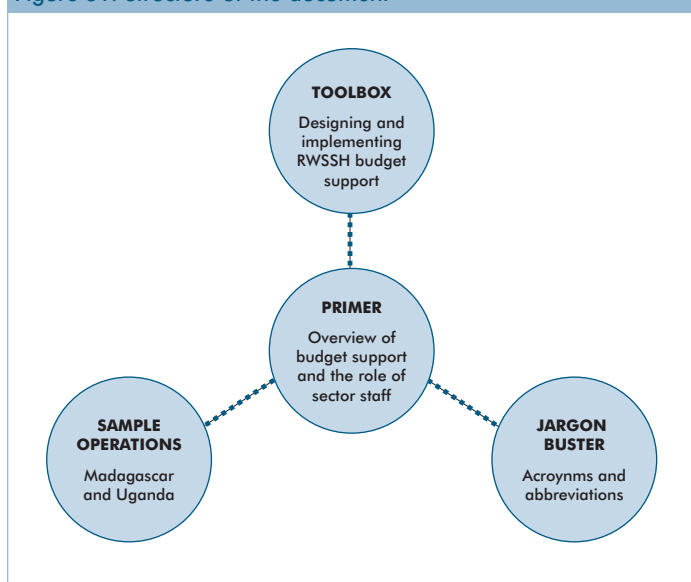 TOOLBOX
Designing and
implementing
RWSSH budget
support
PRIMER
Overview of
budget support
and the role of
sector staff
SAMPLE
OPERATIONS
Madagascar
and Uganda
JARGON
BUSTER
Acroynms and
abbreviations